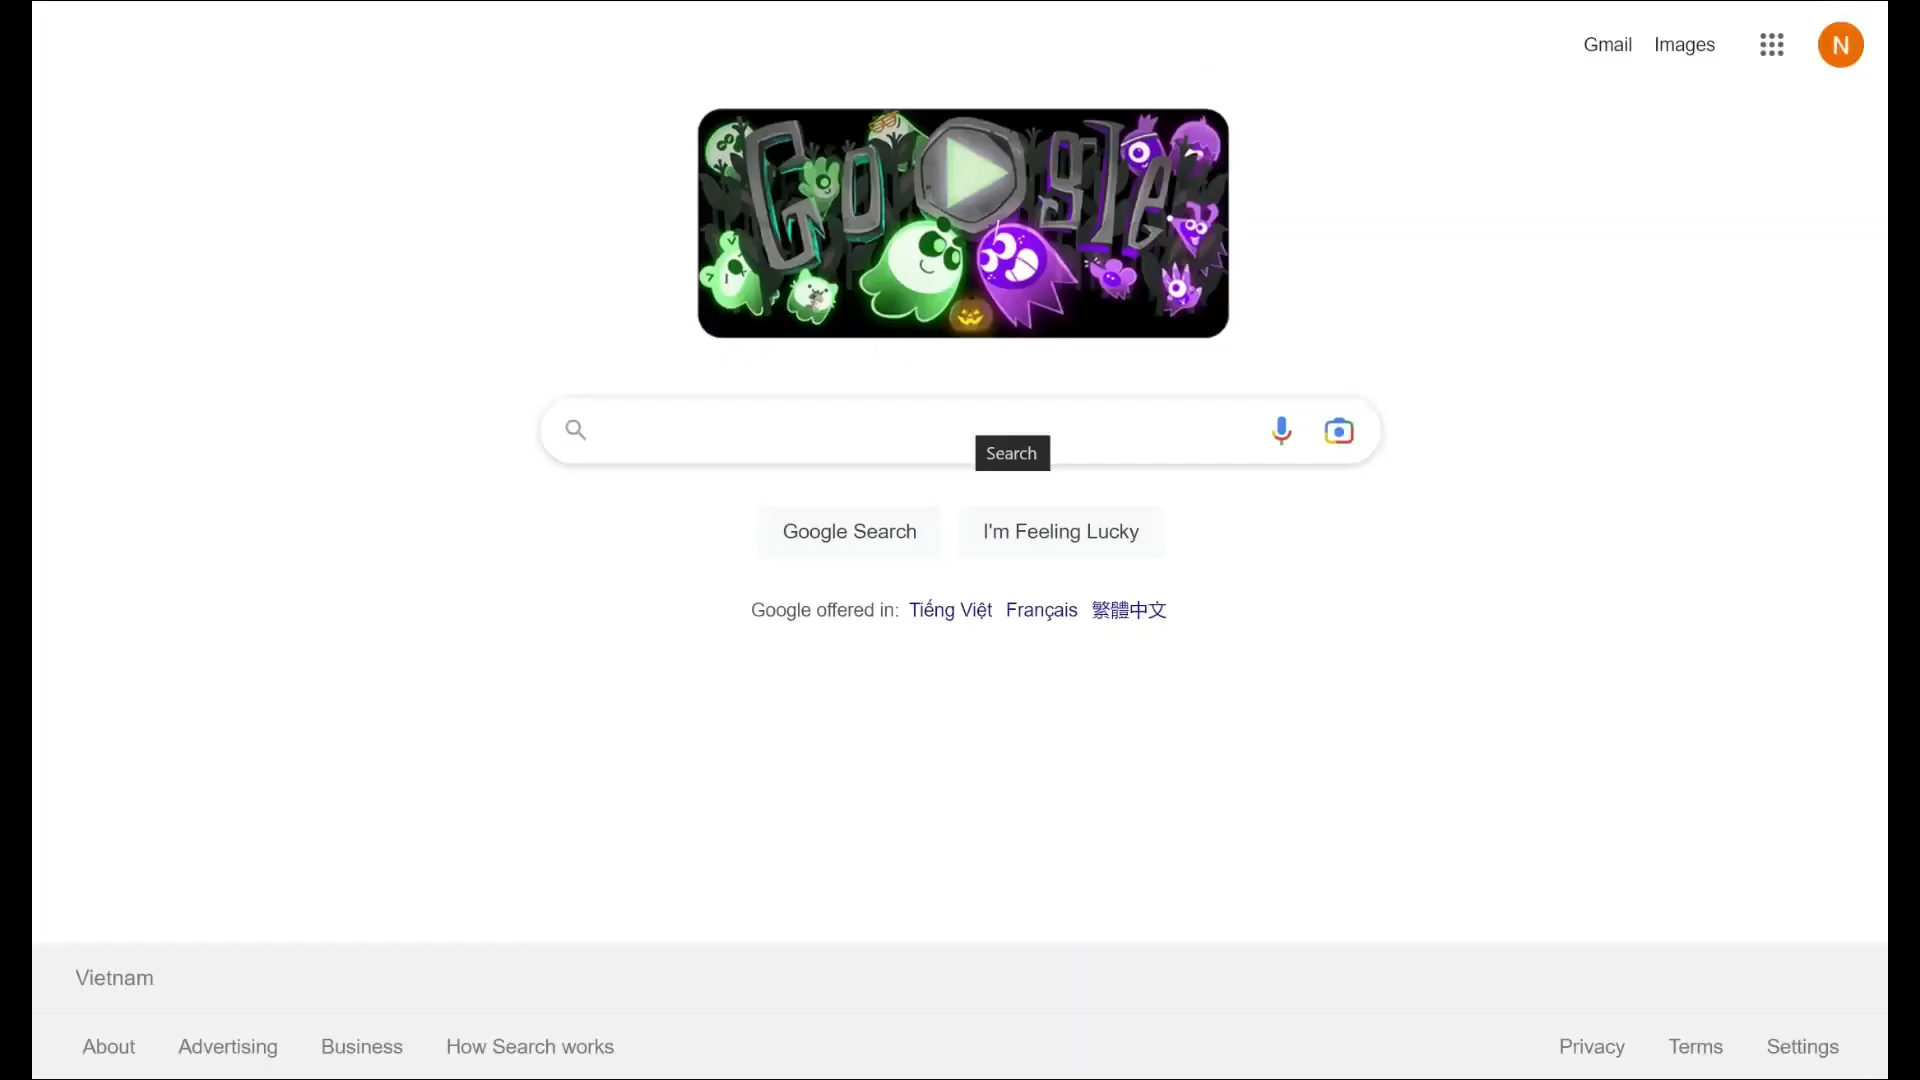 Gmail Images N
Google
Search
Google Search I'm Feeling Lucky
Google offered in: Tiếng Việt Français 繁體中文
Vietnam
About Advertising Business How Search works Privacy Terms Settings